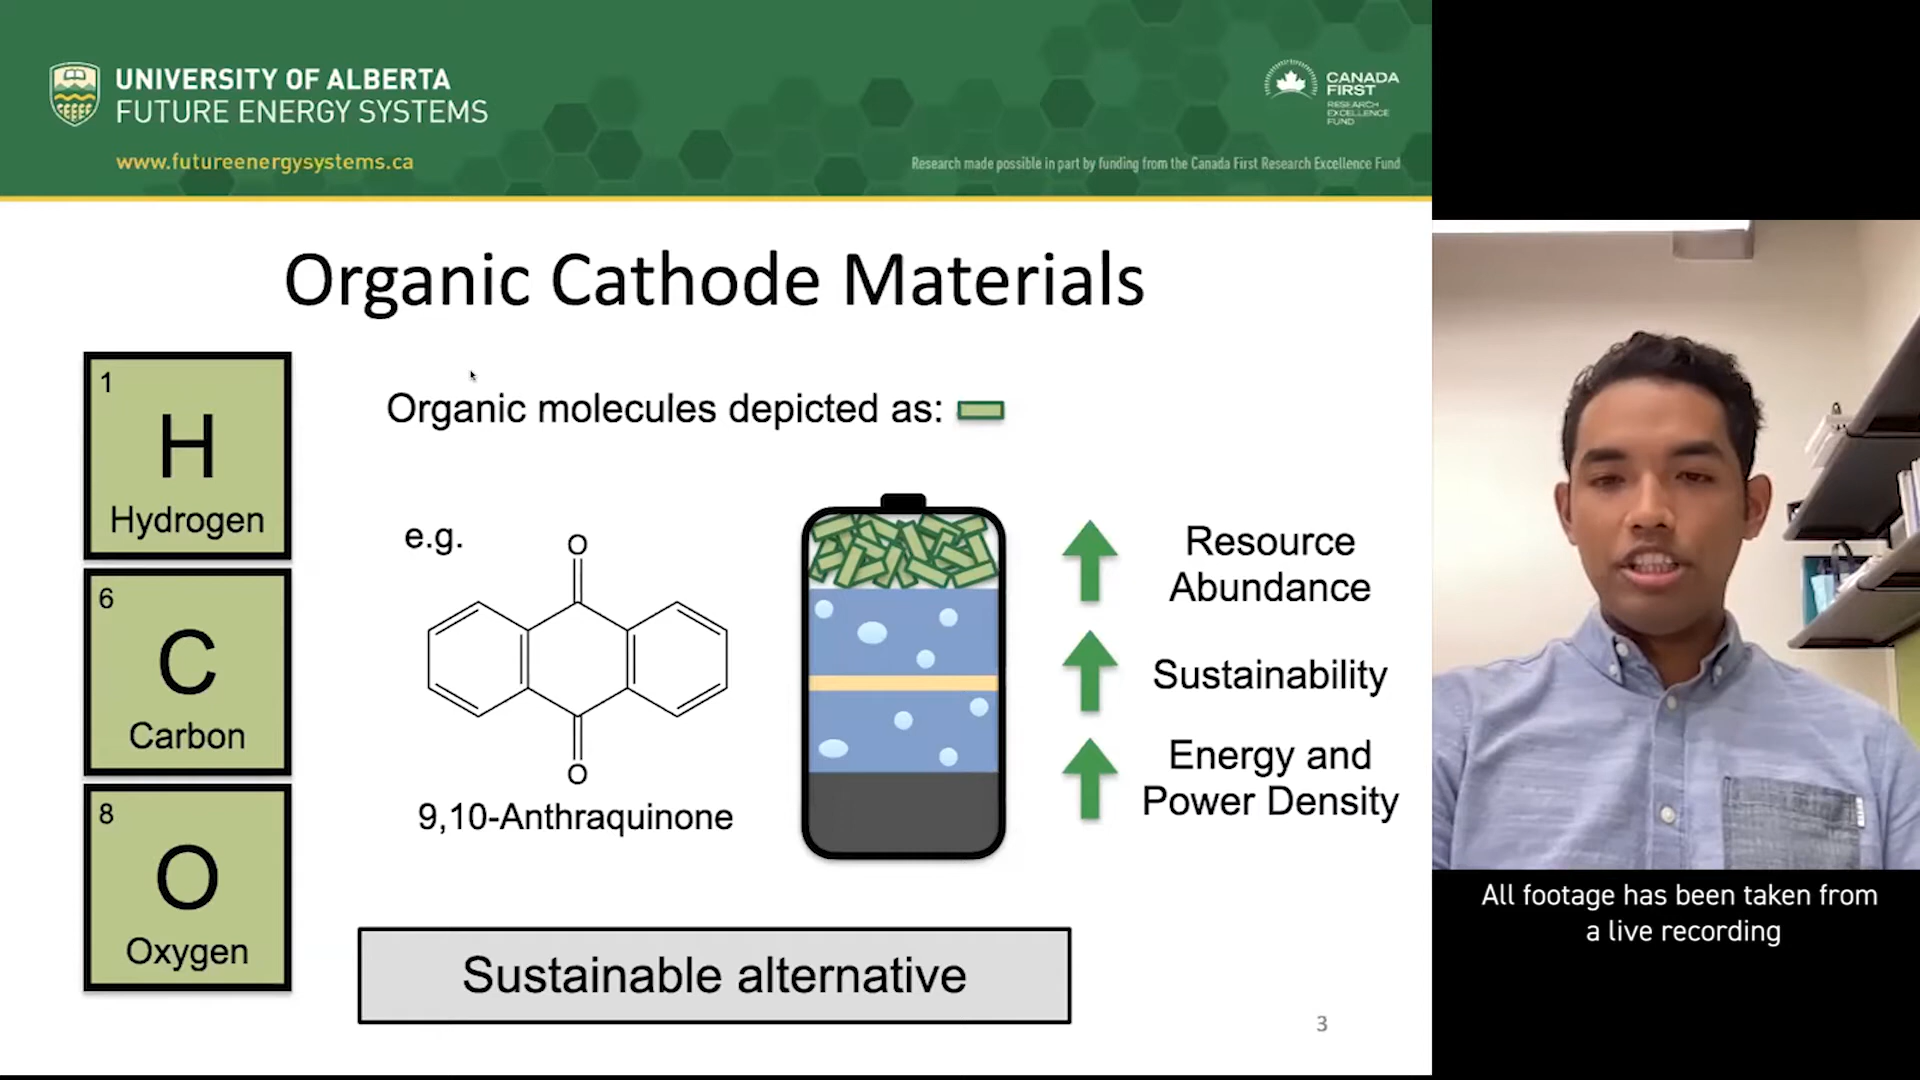 UNIVERSITY OF ALBERTA
FUTURE ENERGY SYSTEMS
www.futureenergysystems.ca
CANADA
FIRST
RESEARCH
EXCELLENCE
FUND
Research made possible in part by funding from the Canada First Research Excellence Fund
Organic Cathode Materials
1
H
Hydrogen
6
C
Carbon
8
O
Oxygen
Organic molecules depicted as:
e.g.
O
O
9,10-Anthraquinone
Resource
Abundance
Sustainability
Energy and
Power Density
Sustainable alternative
3
All footage has been taken from
a live recording